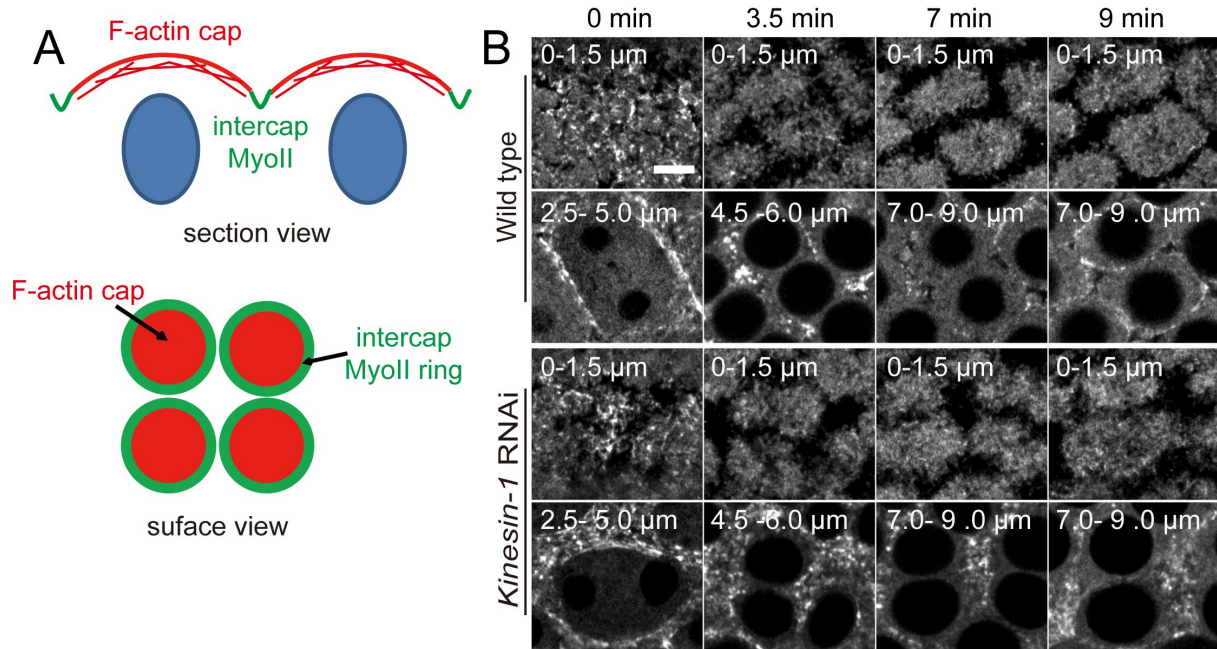 A
F-actin cap
intercap
MyoII
section view
F-actin cap
intercap
MyoII ring
suface view
B
0 min 3.5 min 7 min 9 min
Wild type
0-1.5 µm 0-1.5 µm 0-1.5 µm 0-1.5 µm
2.5- 5.0 µm 4.5 -6.0 µm 7.0- 9.0 µm 7.0- 9 .0 µm
Kinesin-1 RNAi
0-1.5 µm 0-1.5 µm 0-1.5 µm 0-1.5 µm
2.5- 5.0 µm 4.5 -6.0 µm 7.0- 9 .0 µm 7.0- 9 .0 µm